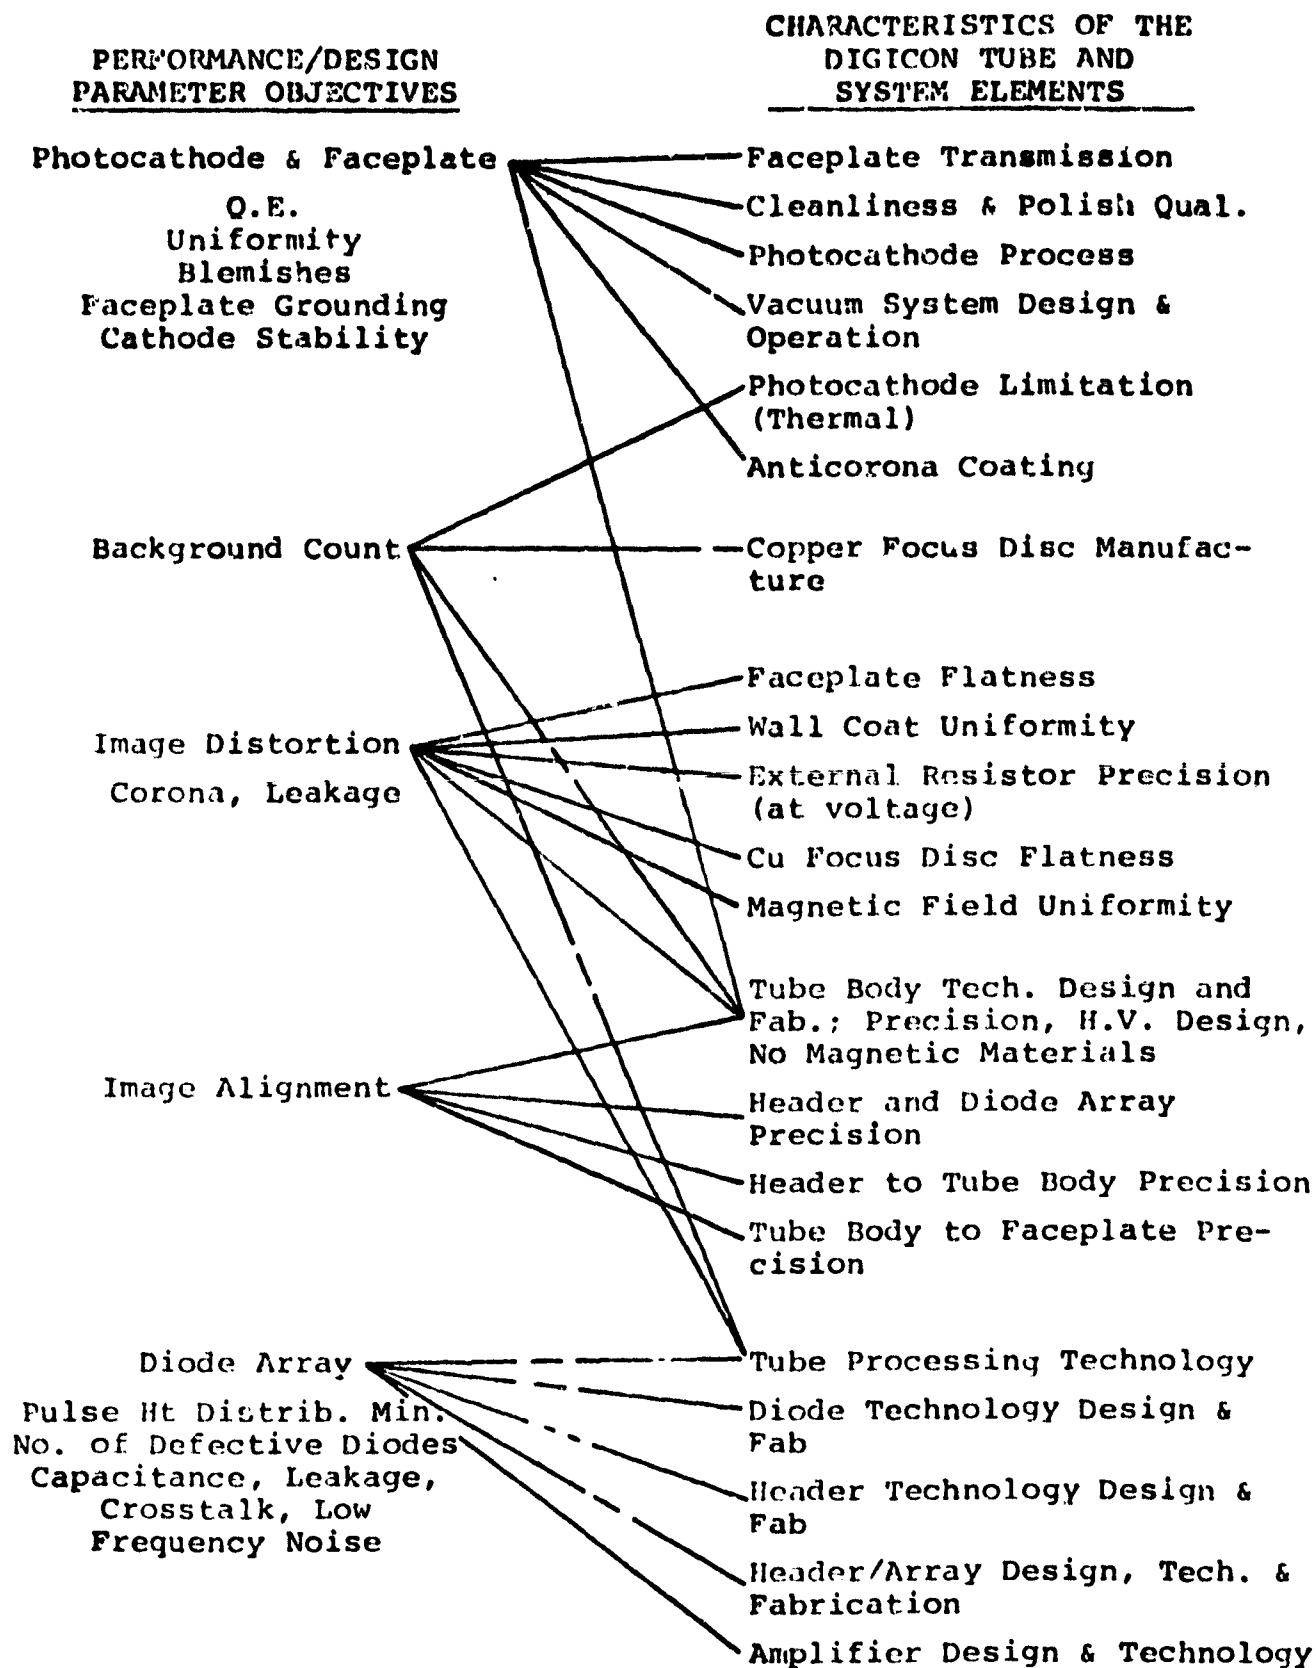 PERFORMANCE/DESIGN
PARAMETER OBJECTIVES
Photocathode & Faceplate
Q.E.
Uniformity
Blemishes
Faceplate Grounding
Cathode Stability
Background Count
Image Distortion
Corona, Leakage
Image Alignment
Diode Array
Pulse Ht Distrib. Min.
No. of Defective Diodes
Capacitance, Leakage,
Crosstalk, Low
Frequency Noise
CHARACTERISTICS OF THE
DIGICON TUBE AND
SYSTEM ELEMENTS
Faceplate Transmission
Cleanliness & Polish Qual.
Photocathode Process
Vacuum System Design &
Operation
Photocathode Limitation
(Thermal)
Anticorona Coating
Copper Focus Disc Manufac-
ture
Faceplate Flatness
Wall Coat Uniformity
External Resistor Precision
(at voltage)
Cu Focus Disc Flatness
Magnetic Field Uniformity
Tube Body Tech. Design and
Fab.; Precision, H.V. Design,
No Magnetic Materials
Header and Diode Array
Precision
Header to Tube Body Precision
Tube Body to Faceplate Pre-
cision
Tube Processing Technology
Diode Technology Design &
Fab
Header Technology Design &
Fab
Header/Array Design, Tech. &
Fabrication
Amplifier Design & Technology